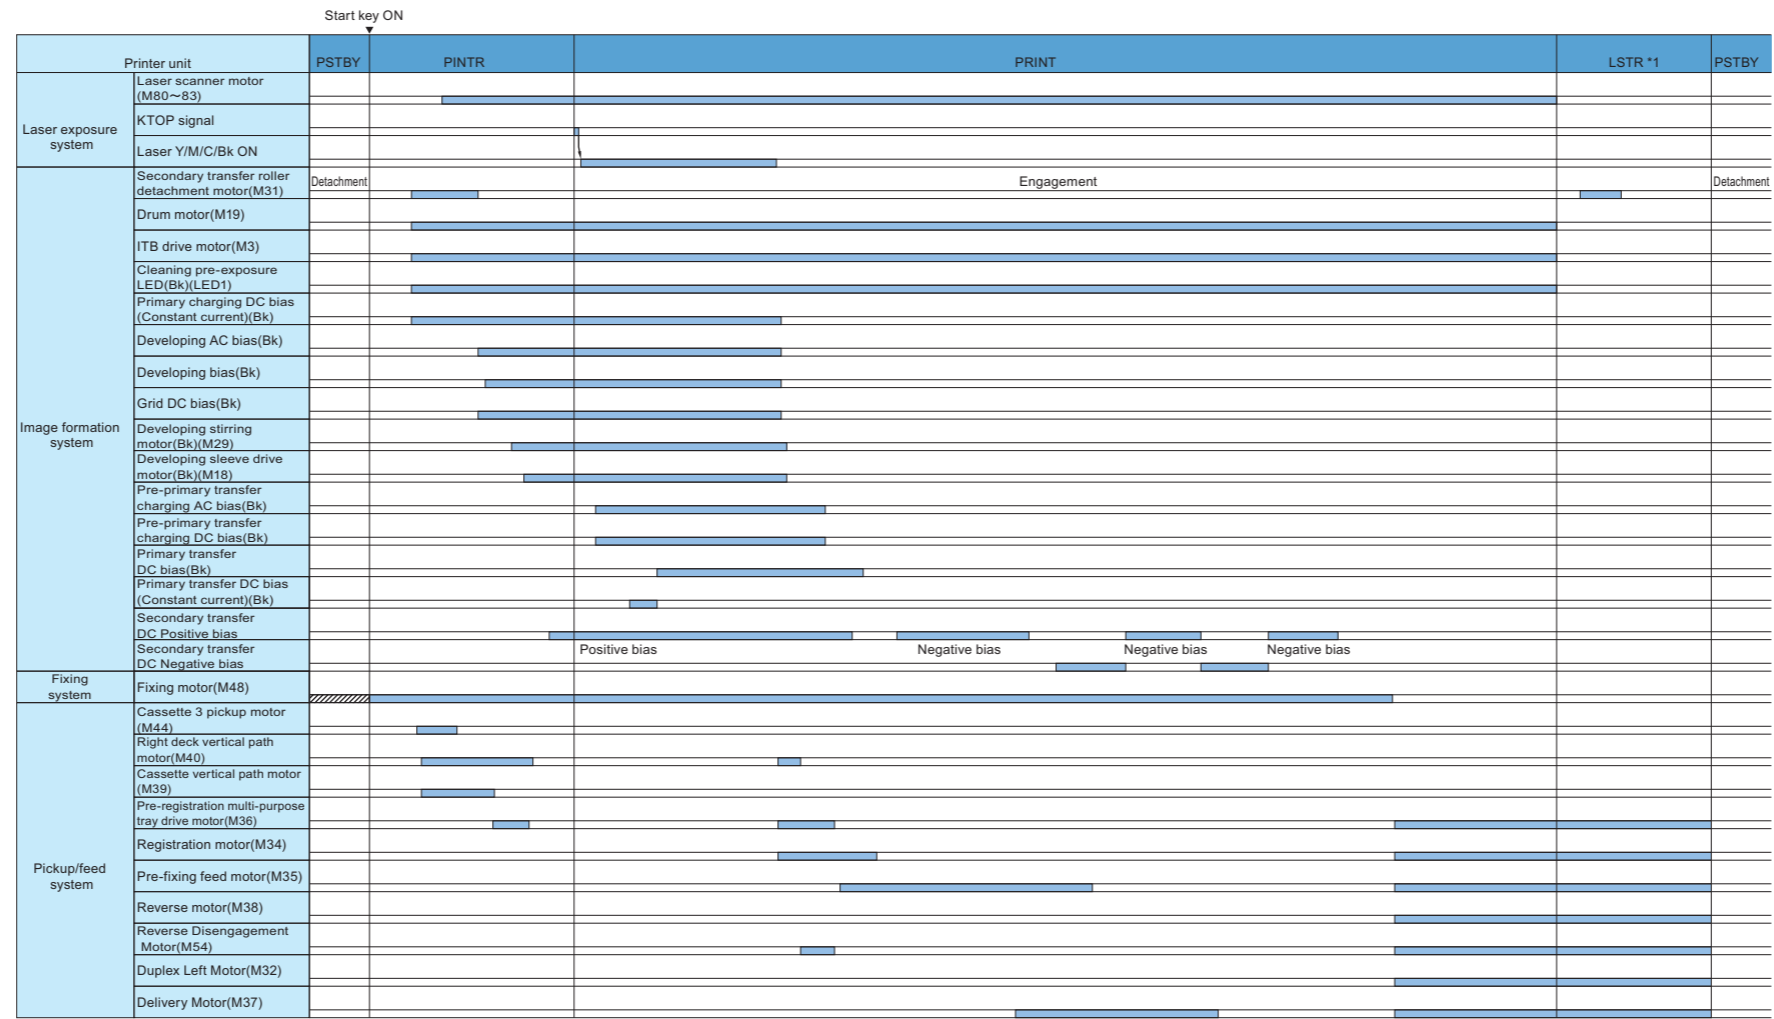 Start key ON
▼
Printer unit PSTBY PINTR PRINT LSTR *1 PSTBY
Laser exposure
system
Laser scanner motor
(M80～83)
KTOP signal
Laser Y/M/C/Bk ON
Image formation
system
Secondary transfer roller
detachment motor(M31)
Detachment Engagement Detachment
Drum motor(M19)
ITB drive motor(M3)
Cleaning pre-exposure
LED(Bk)(LED1)
Primary charging DC bias
(Constant current)(Bk)
Developing AC bias(Bk)
Developing bias(Bk)
Grid DC bias(Bk)
Developing stirring
motor(Bk)(M29)
Developing sleeve drive
motor(Bk)(M18)
Pre-primary transfer
charging AC bias(Bk)
Pre-primary transfer
charging DC bias(Bk)
Primary transfer
DC bias(Bk)
Primary transfer DC bias
(Constant current)(Bk)
Secondary transfer
DC Positive bias
Secondary transfer
DC Negative bias
Positive bias Negative bias Negative bias Negative bias
Fixing
system
Fixing motor(M48)
Pickup/feed
system
Cassette 3 pickup motor
(M44)
Right deck vertical path
motor(M40)
Cassette vertical path motor
(M39)
Pre-registration multi-purpose
tray drive motor(M36)
Registration motor(M34)
Pre-fixing feed motor(M35)
Reverse motor(M38)
Reverse Disengagement
Motor(M54)
Duplex Left Motor(M32)
Delivery Motor(M37)